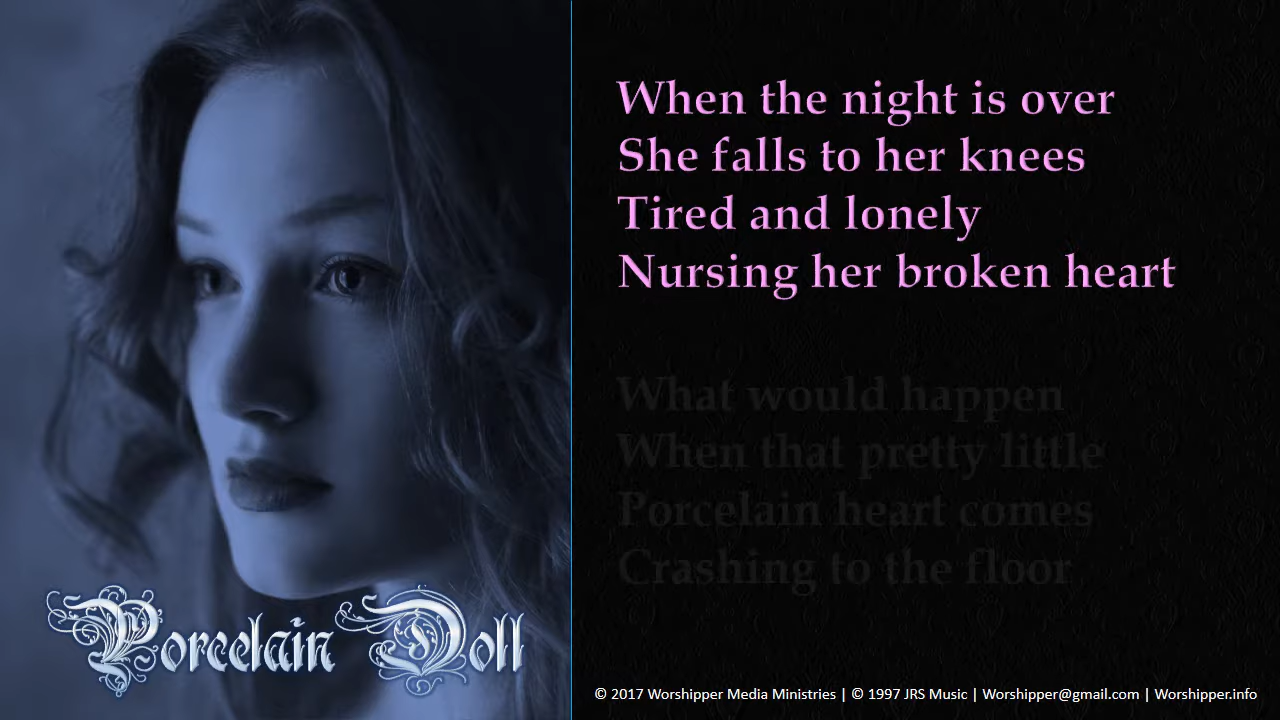 When the night is over
She falls to her knees
Tired and lonely
Nursing her broken heart
What would happen
When that pretty little
Porcelain heart comes
Crashing to the floor
Porcelain Doll
© 2017 Worshipper Media Ministries | © 1997 JRS Music | Worshipper@gmail.com | Worshipper.info